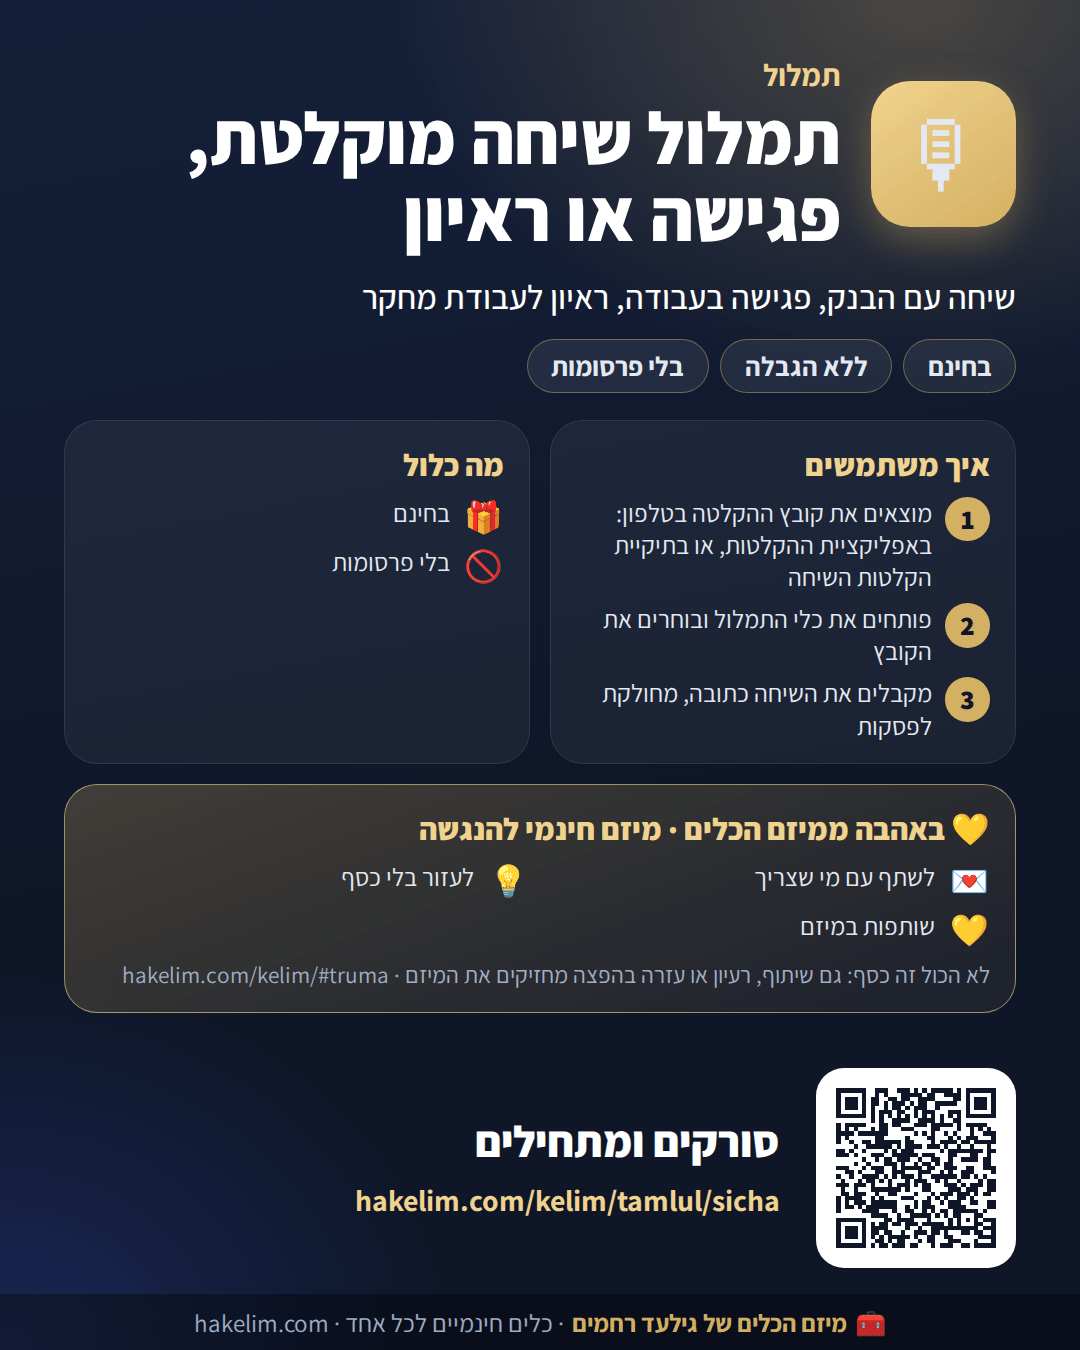 תמלול
תמלול שיחה מוקלטת,
פגישה או ראיון
שיחה עם הבנק, פגישה בעבודה, ראיון לעבודת מחקר
בחינם
ללא הגבלה
בלי פרסומות
איך משתמשים
1 מוצאים את קובץ ההקלטה בטלפון:
באפליקציית ההקלטות, או בתיקיית
הקלטות השיחה
2 פותחים את כלי התמלול ובוחרים את
הקובץ
3 מקבלים את השיחה כתובה, מחולקת
לפסקות
מה כלול
בחינם
בלי פרסומות
באהבה ממיזם הכלים · מיזם חינמי להנגשה
לשתף עם מי שצריך
לעזור בלי כסף
שותפות במיזם
לא הכול זה כסף: גם שיתוף, רעיון או עזרה בהפצה מחזיקים את המיזם · hakelim.com/kelim/#truma
סורקים ומתחילים
hakelim.com/kelim/tamlul/sicha
מיזם הכלים של גילעד רחמים · כלים חינמיים לכל אחד · hakelim.com